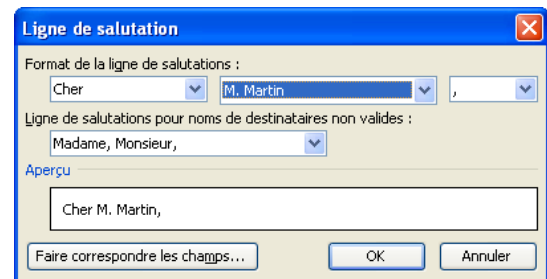 Ligne de salutation
Format de la ligne de salutations :
Cher M. Martin ,
Ligne de salutations pour noms de destinataires non valides :
Madame, Monsieur,
Aperçu
Cher M. Martin,
Faire correspondre les champs... OK Annuler